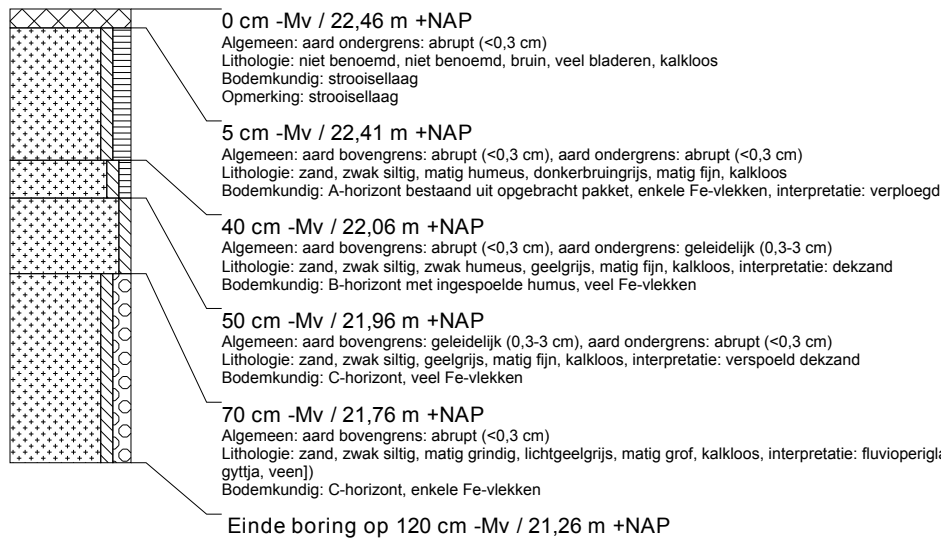 0 cm -Mv / 22,46 m +NAP
Algemeen: aard ondergrens: abrupt (<0,3 cm)
Lithologie: niet benoemd, niet benoemd, bruin, veel bladeren, kalkloos
Bodemkundig: strooisellaag
Opmerking: strooisellaag
5 cm -Mv / 22,41 m +NAP
Algemeen: aard bovengrens: abrupt (<0,3 cm), aard ondergrens: abrupt (<0,3 cm)
Lithologie: zand, zwak siltig, matig humeus, donkerbruingrijs, matig fijn, kalkloos
Bodemkundig: A-horizont bestaand uit opgebracht pakket, enkele Fe-vlekken, interpretatie: verploegd
40 cm -Mv / 22,06 m +NAP
Algemeen: aard bovengrens: abrupt (<0,3 cm), aard ondergrens: geleidelijk (0,3-3 cm)
Lithologie: zand, zwak siltig, zwak humeus, geelgrijs, matig fijn, kalkloos, interpretatie: dekzand
Bodemkundig: B-horizont met ingespoelde humus, veel Fe-vlekken
50 cm -Mv / 21,96 m +NAP
Algemeen: aard bovengrens: geleidelijk (0,3-3 cm), aard ondergrens: abrupt (<0,3 cm)
Lithologie: zand, zwak siltig, geelgrijs, matig fijn, kalkloos, interpretatie: verspoeld dekzand
Bodemkundig: C-horizont, veel Fe-vlekken
70 cm -Mv / 21,76 m +NAP
Algemeen: aard bovengrens: abrupt (<0,3 cm)
Lithologie: zand, zwak siltig, matig grindig, lichtgeelgrijs, matig grof, kalkloos, interpretatie: fluvioperigla
gyttja, veen])
Bodemkundig: C-horizont, enkele Fe-vlekken
Einde boring op 120 cm -Mv / 21,26 m +NAP